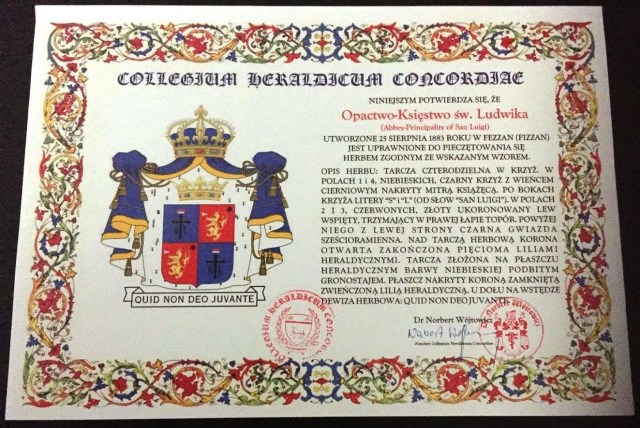 COLLEGIUM HERALDICUM CONCORDIAE
NINIEJSZYM POTWIERDZA SIĘ, ŻE
Opactwo-Księstwo św. Ludwika
(Abbey-Principality of San Luigi)
UTWORZONE 25 SIERPNIA 1883 ROKU W FEZZAN (FIZZAN)
JEST UPRAWNIONE DO PIECZĘTOWANIA SIĘ
HERBEM ZGODNYM ZE WSKAZANYM WZOREM.
OPIS HERBU: TARCZA CZTERODZIELNA W KRZYŻ. W
POLACH 1 i 4, NIEBIESKICH, CZARNY KRZYŻ Z WIEŃCEM
CIERNIOWYM NAKRYTY MITRĄ KSIĄŻĘCĄ. PO BOKACH
KRZYŻA LITERY "S" i "L" (OD SŁÓW "SAN LUIGI"). W POLACH
2 I 3, CZERWONYCH, ZŁOTY UKORONOWANY LEW
WSPIĘTY, TRZYMAJĄCY W PRAWEJ ŁAPIE TOPÓR. POWYŻEJ
NIEGO Z LEWEJ STRONY CZARNA GWIAZDA
SZEŚCIORAMIENNA. NAD TARCZĄ HERBOWĄ KORONA
OTWARTA ZAKOŃCZONA PIĘCIOMA LILIAMI
HERALDYCZNYMI. TARCZA ZŁOŻONA NA PŁASZCZU
HERALDYCZNYM BARWY NIEBIESKIEJ PODBITYM
GRONOSTAJEM. PŁASZCZ NAKRYTY KORONĄ ZAMKNIĘTĄ
ZWIEŃCZONĄ LILIĄ HERALDYCZNĄ. U DOŁU NA WSTĘDZE
DEWIZA HERBOWA: QUID NON DEO JUVANTE.
QUID NON DEO JUVANTE
Dr Norbert Wójtowicz
COLLEGIUM HERALDICUM CONCORDIAE